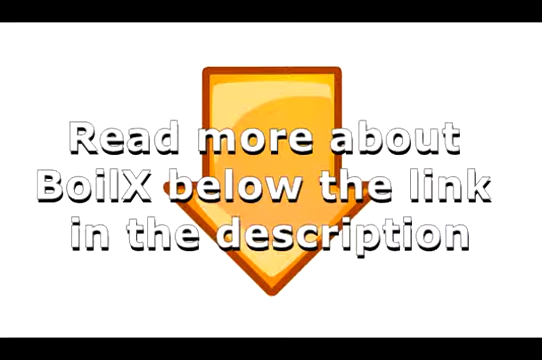 Read more about
BoilX below the link
in the description